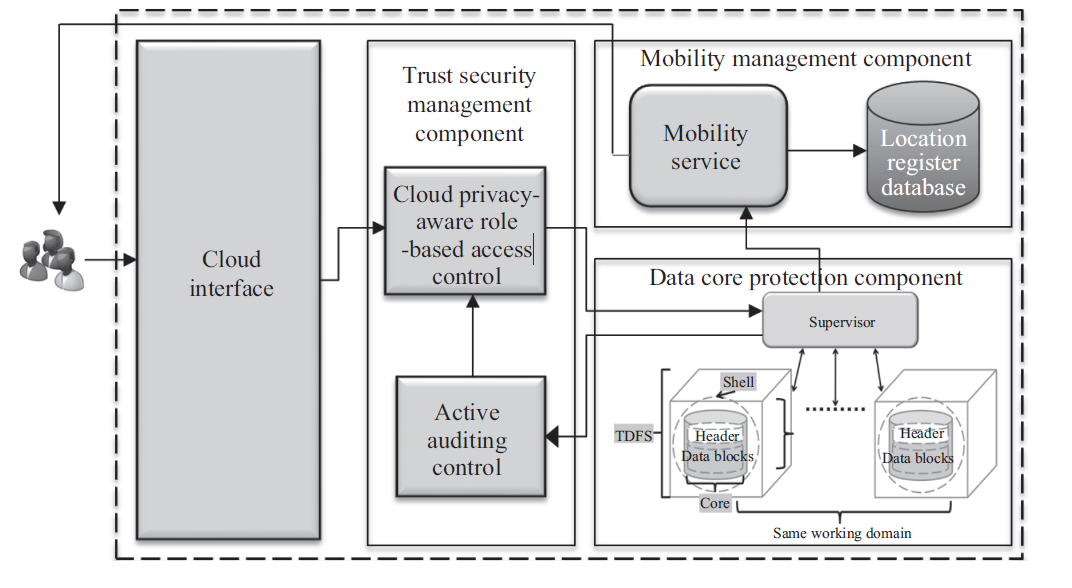 Cloud
interface
Trust security
management
component
Cloud privacy-
aware role
-based access
control
Active
auditing
control
Mobility management component
Mobility
service
Location
register
database
Data core protection component
Supervisor
Shell
TDFS
Header
Data blocks
Core
Header
Data blocks
Same working domain